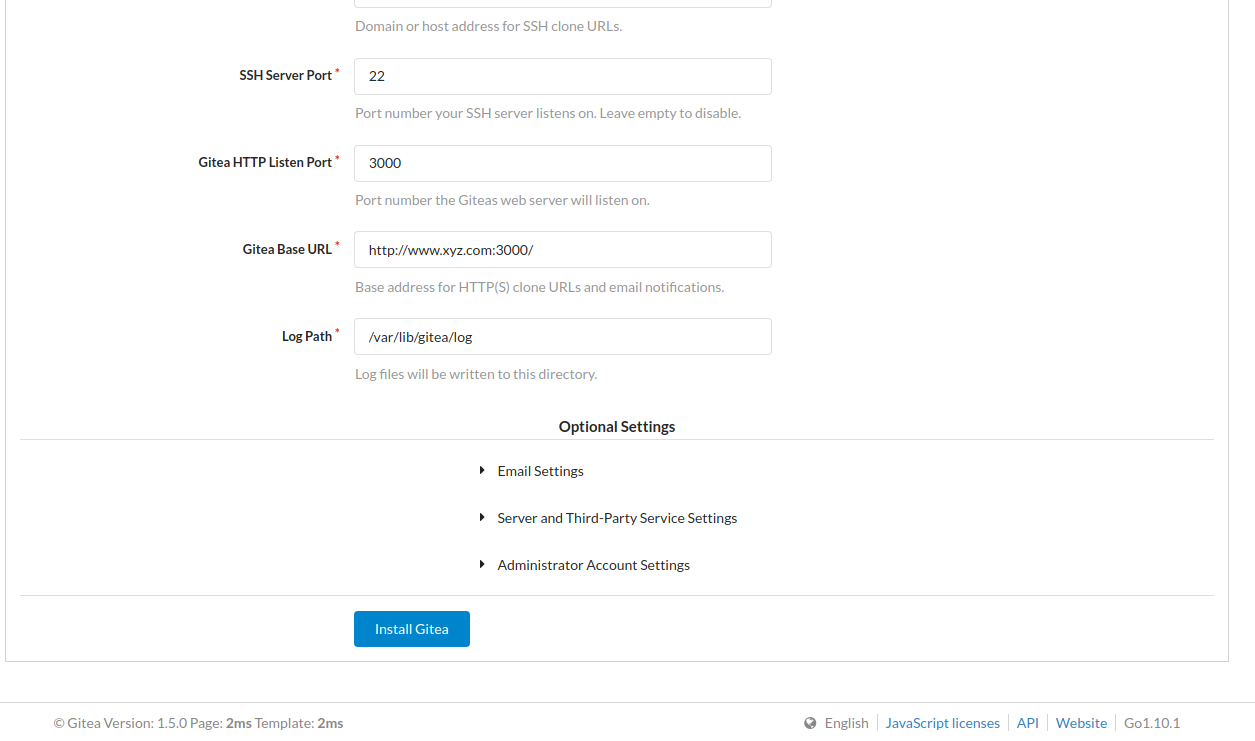 Domain or host address for SSH clone URLs.
SSH Server Port *
22
Port number your SSH server listens on. Leave empty to disable.
Gitea HTTP Listen Port *
3000
Port number the Giteas web server will listen on.
Gitea Base URL *
http://www.xyz.com:3000/
Base address for HTTP(S) clone URLs and email notifications.
Log Path *
/var/lib/gitea/log
Log files will be written to this directory.
Optional Settings
Email Settings
Server and Third-Party Service Settings
Administrator Account Settings
Install Gitea
© Gitea Version: 1.5.0 Page: 2ms Template: 2ms
English JavaScript licenses API Website Go1.10.1